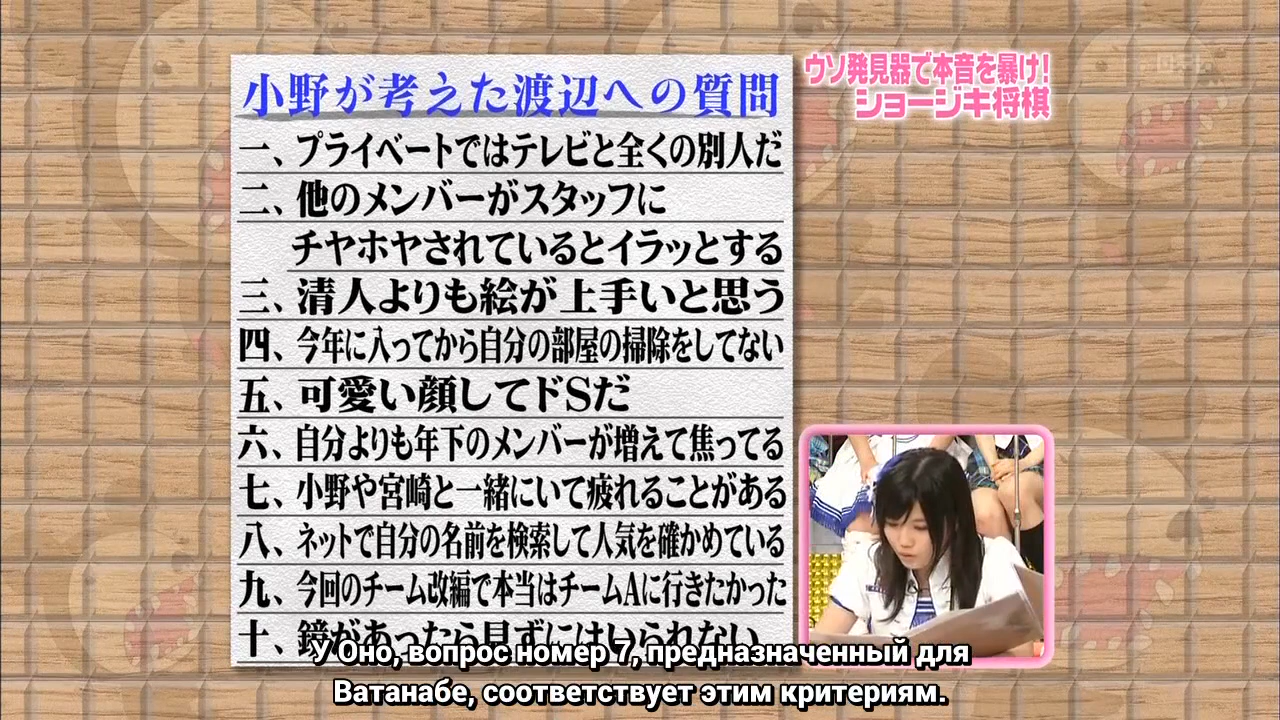 小野が考えた渡辺への質問
一、プライベートではテレビと全くの別人だ
二、他のメンバーがスタッフに
チヤホヤされているとイラッとする
三、清人よりも絵が上手いと思う
四、今年に入ってから自分の部屋の掃除をしてない
五、可愛い顔してドSだ
六、自分よりも年下のメンバーが増えて焦ってる
七、小野や宮崎と一緒にいて疲れることがある
八、ネットで自分の名前を検索して人気を確かめている
九、今回のチーム改編で本当はチームAに行きたかった
十、鏡があったら見ずにはいられない
ウソ発見器で本音を暴け!
ショージキ将棋
У Оно, вопрос номер 7, предназначенный для
Ватанабе, соответствует этим критериям.